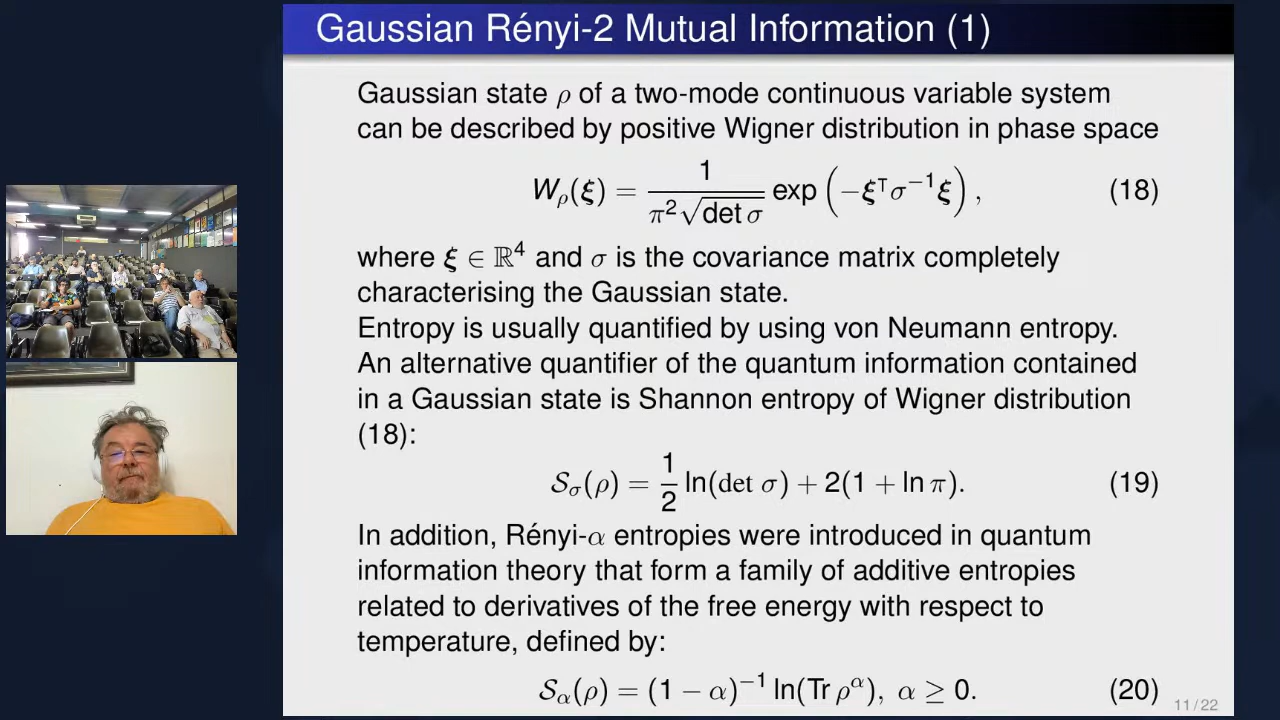 Gaussian Rényi-2 Mutual Information (1)
Gaussian state ρ of a two-mode continuous variable system
can be described by positive Wigner distribution in phase space
W_ρ(ξ) = 1/(π²√det σ) exp(−ξ^⊤σ⁻¹ξ), (18)
where ξ ∈ ℝ⁴ and σ is the covariance matrix completely
characterising the Gaussian state.
Entropy is usually quantified by using von Neumann entropy.
An alternative quantifier of the quantum information contained
in a Gaussian state is Shannon entropy of Wigner distribution
(18):
S_σ(ρ) = 1/2 ln(det σ) + 2(1 + ln π). (19)
In addition, Rényi-α entropies were introduced in quantum
information theory that form a family of additive entropies
related to derivatives of the free energy with respect to
temperature, defined by:
S_α(ρ) = (1 − α)⁻¹ ln(Tr ρ^α), α ≥ 0. (20)
11 / 22